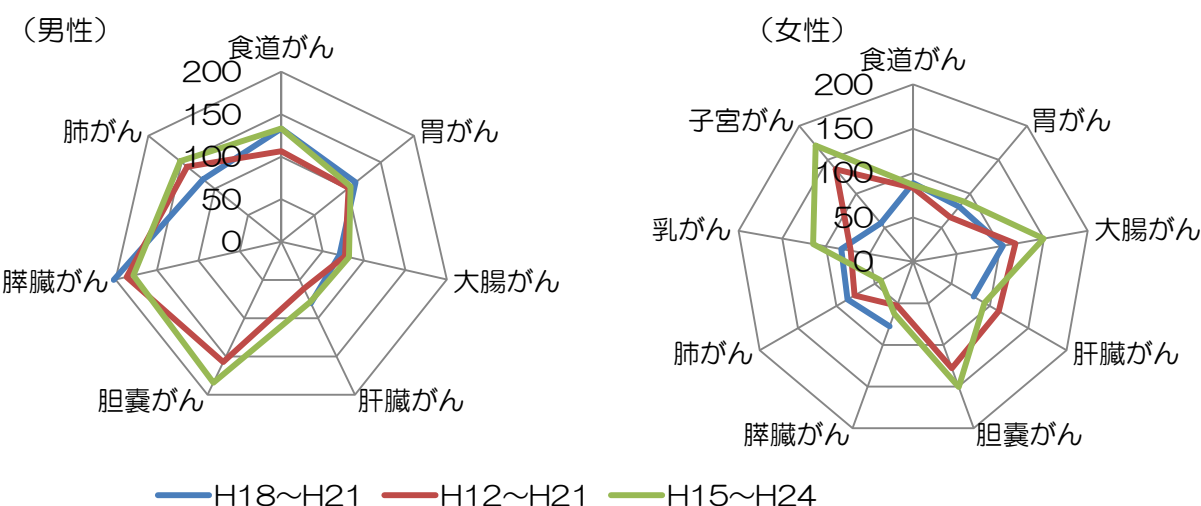 （男性）
食道がん
胃がん
大腸がん
肝臓がん
胆嚢がん
膵臓がん
肺がん
200
150
100
50
0
（女性）
食道がん
胃がん
大腸がん
肝臓がん
胆嚢がん
膵臓がん
肺がん
乳がん
子宮がん
200
150
100
50
0
H18～H21 H12～H21 H15～H24